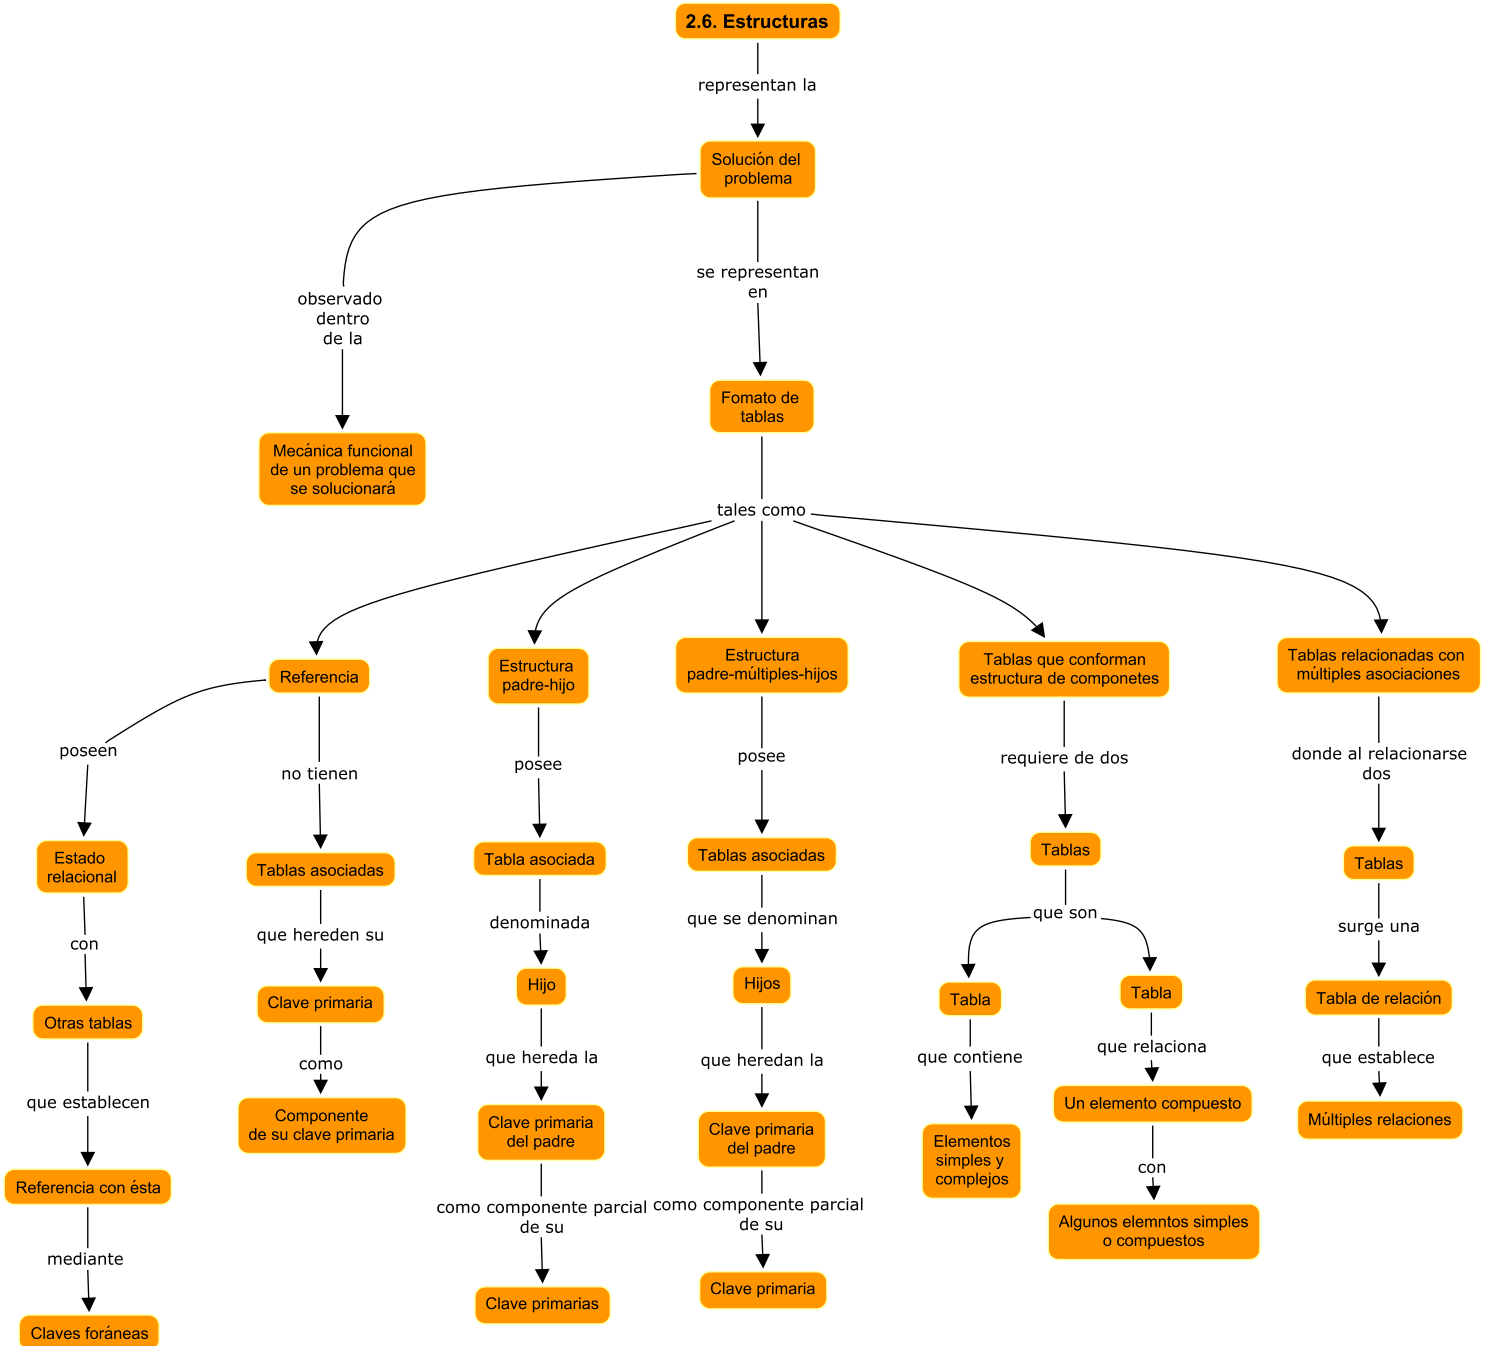 2.6. Estructuras
representan la
Solución del
problema
observado
dentro
de la
Mecánica funcional
de un problema que
se solucionará
se representan
en
Fomato de
tablas
tales como
Referencia
poseen
Estado
relacional
con
Otras tablas
que establecen
Referencia con ésta
mediante
Claves foráneas
no tienen
Tablas asociadas
que hereden su
Clave primaria
como
Componente
de su clave primaria
Estructura
padre-hijo
posee
Tabla asociada
denominada
Hijo
que hereda la
Clave primaria
del padre
como componente parcial
de su
Clave primarias
Estructura
padre-múltiples-hijos
posee
Tablas asociadas
que se denominan
Hijos
que heredan la
Clave primaria
del padre
como componente parcial
de su
Clave primaria
Tablas que conforman
estructura de componetes
requiere de dos
Tablas
que son
Tabla
que contiene
Elementos
simples y
complejos
Tabla
que relaciona
Un elemento compuesto
con
Algunos elemntos simples
o compuestos
Tablas relacionadas con
múltiples asociaciones
donde al relacionarse
dos
Tablas
surge una
Tabla de relación
que establece
Múltiples relaciones